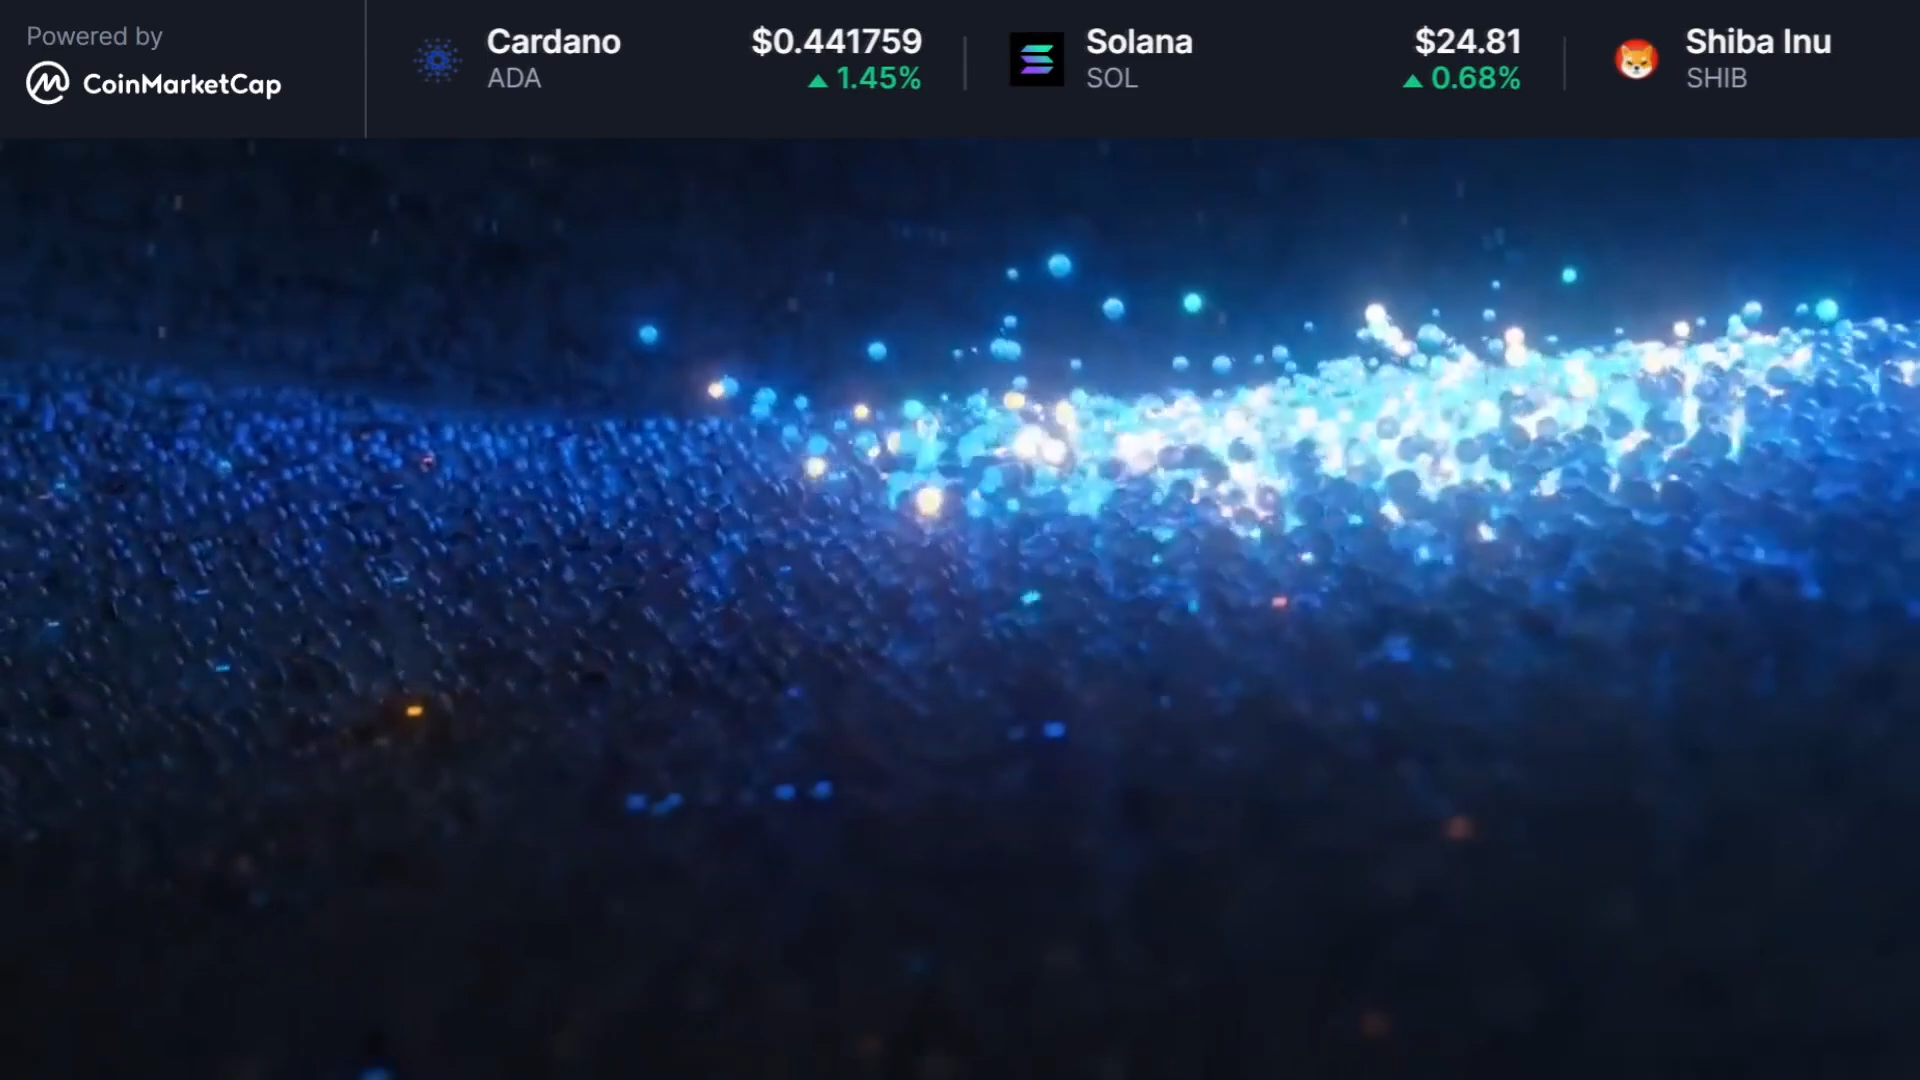 Powered by
CoinMarketCap
Cardano
ADA
$0.441759
1.45%
Solana
SOL
$24.81
0.68%
Shiba Inu
SHIB